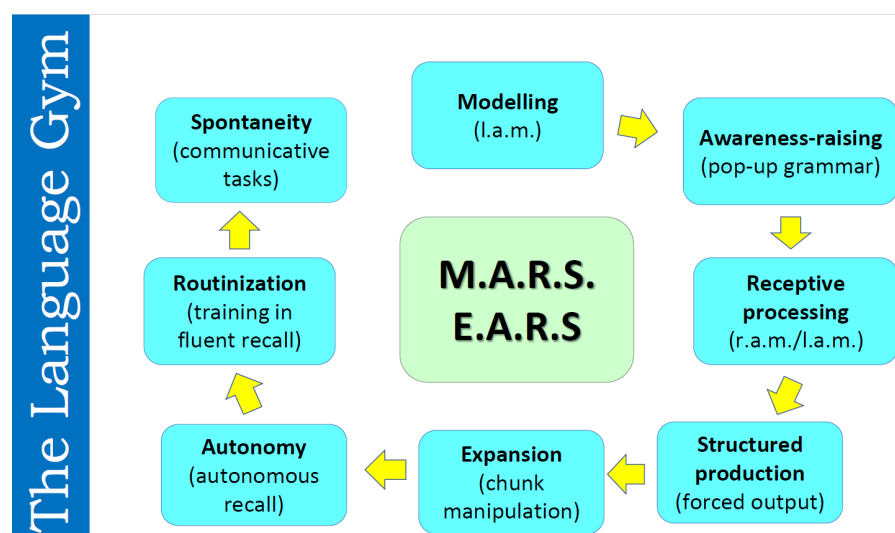 The Language Gym
Modelling
(l.a.m.)
Awareness-raising
(pop-up grammar)
Receptive
processing
(r.a.m./l.a.m.)
Structured
production
(forced output)
Expansion
(chunk
manipulation)
Autonomy
(autonomous
recall)
Routinization
(training in
fluent recall)
Spontaneity
(communicative
tasks)
M.A.R.S.
E.A.R.S